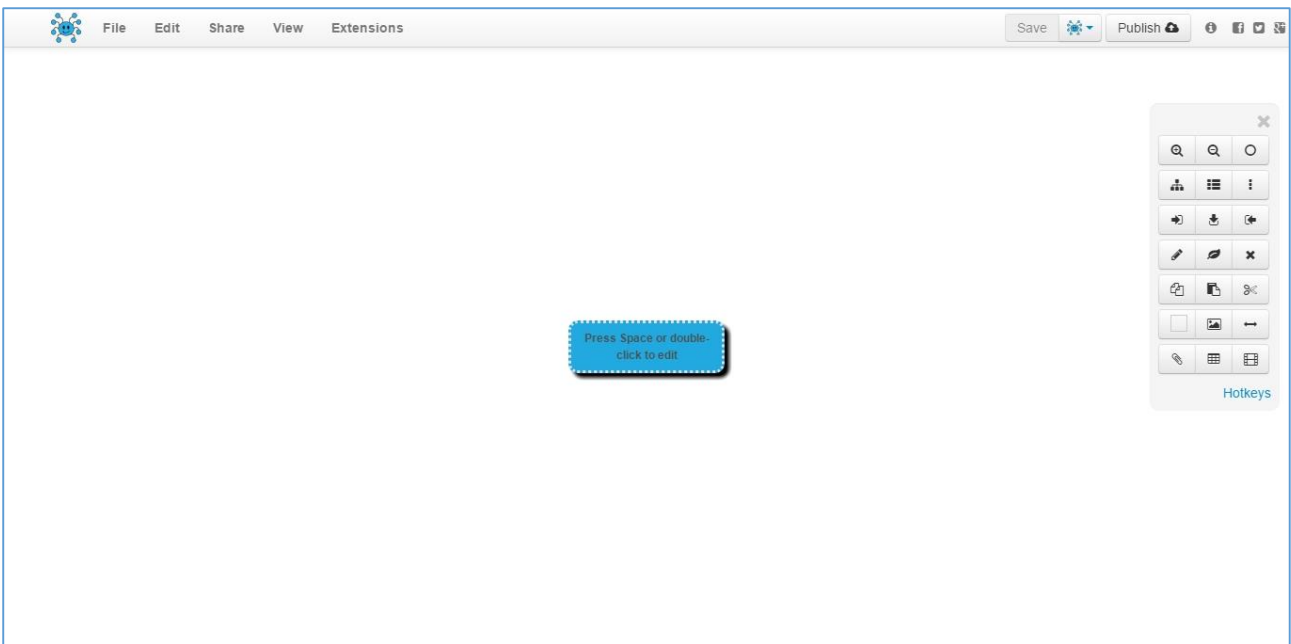 File Edit Share View Extensions Save Publish
Press Space or double-
click to edit
Hotkeys